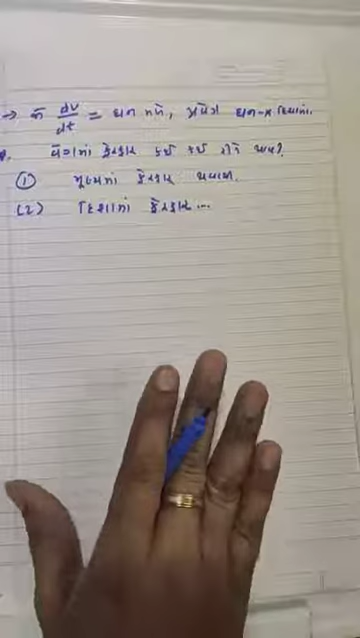 → જો dv/dt = ધન મળે, પ્રવેગ ધન-x દિશામાં.
વેગમાં ફેરફાર કઈ કઈ રીતે થાય?
① મૂલ્યમાં ફેરફાર થવાથી.
(2) દિશામાં ફેરફાર ...